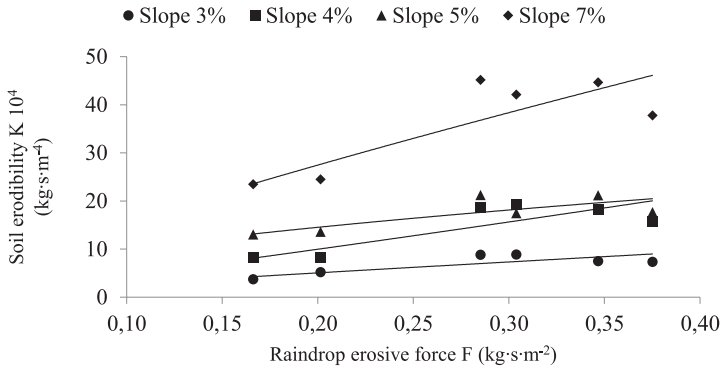 Slope 3% Slope 4% Slope 5% Slope 7%
50
40
30
20
10
0
0,10 0,15 0,20 0,25 0,30 0,35 0,40
Soil erodibility K 10⁴
(kg·s·m⁻⁴)
Raindrop erosive force F (kg·s·m⁻²)